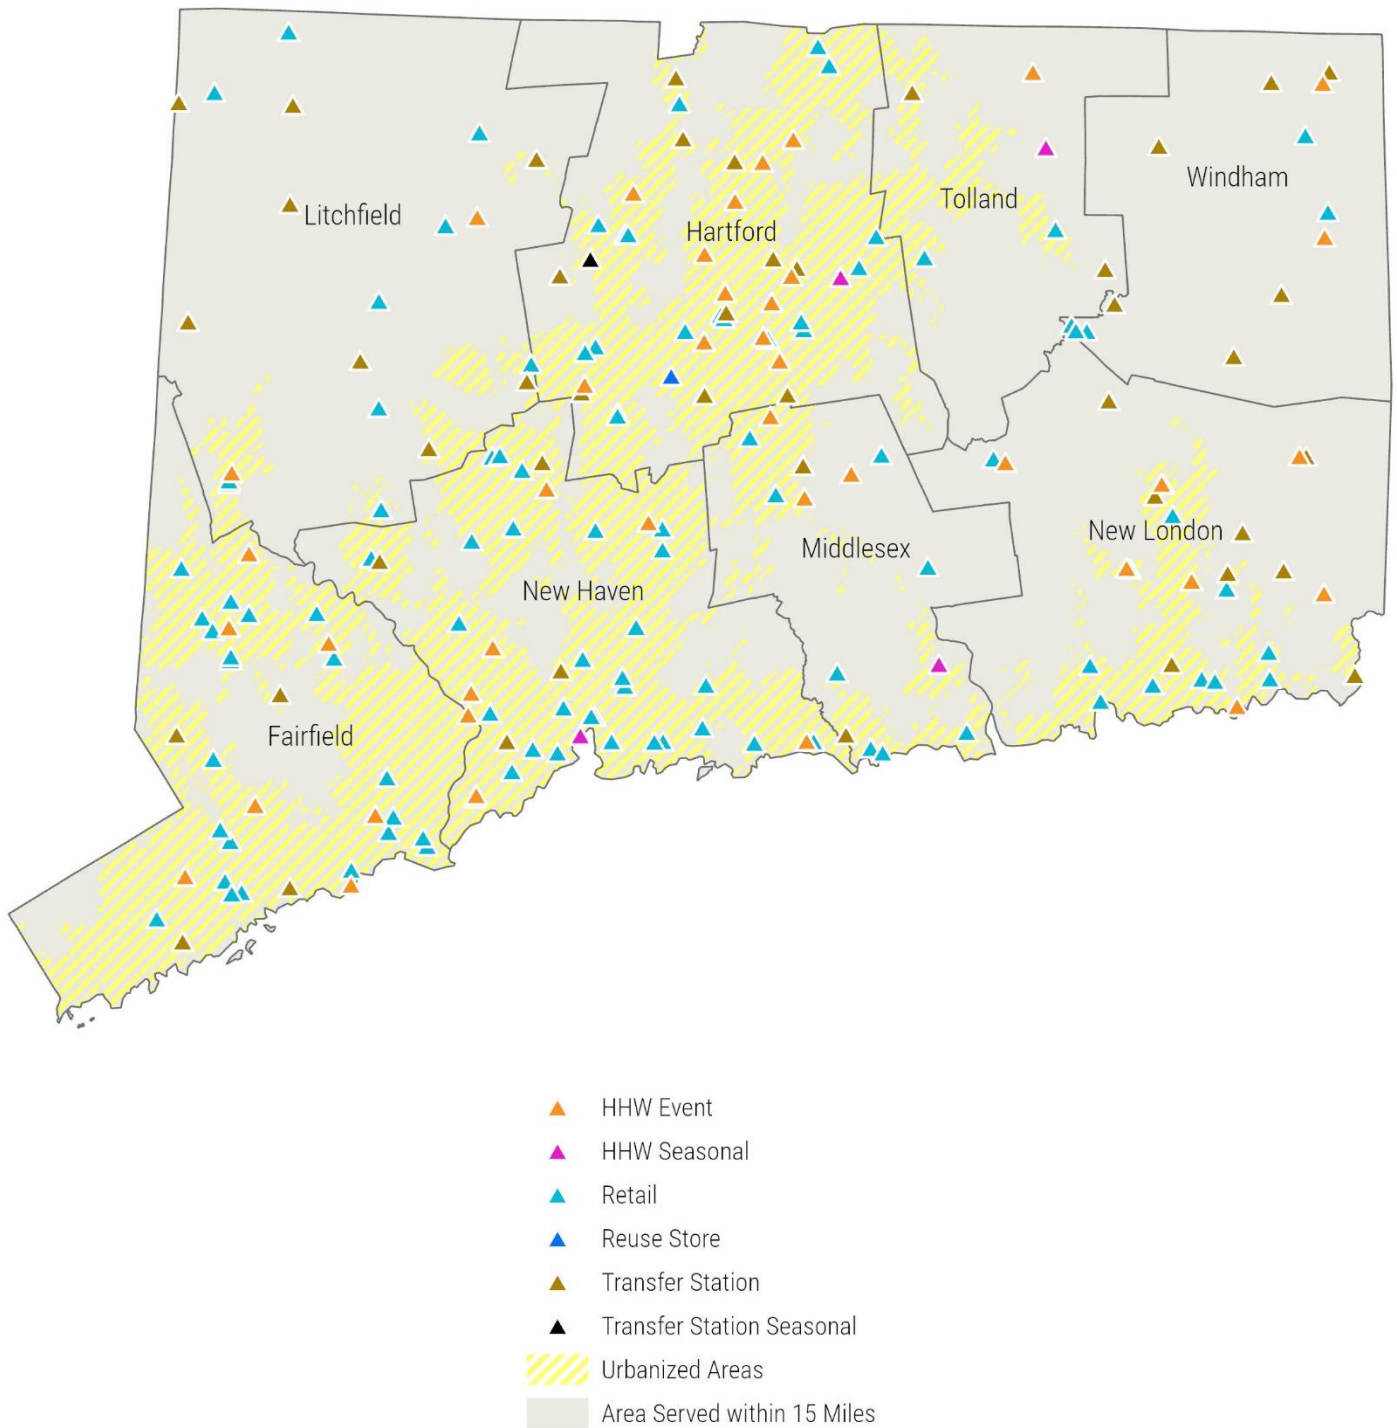 Windham
Tolland
Litchfield
Hartford
New London
Middlesex
New Haven
Fairfield
HHW Event
HHW Seasonal
Retail
Reuse Store
Transfer Station
Transfer Station Seasonal
Urbanized Areas
Area Served within 15 Miles